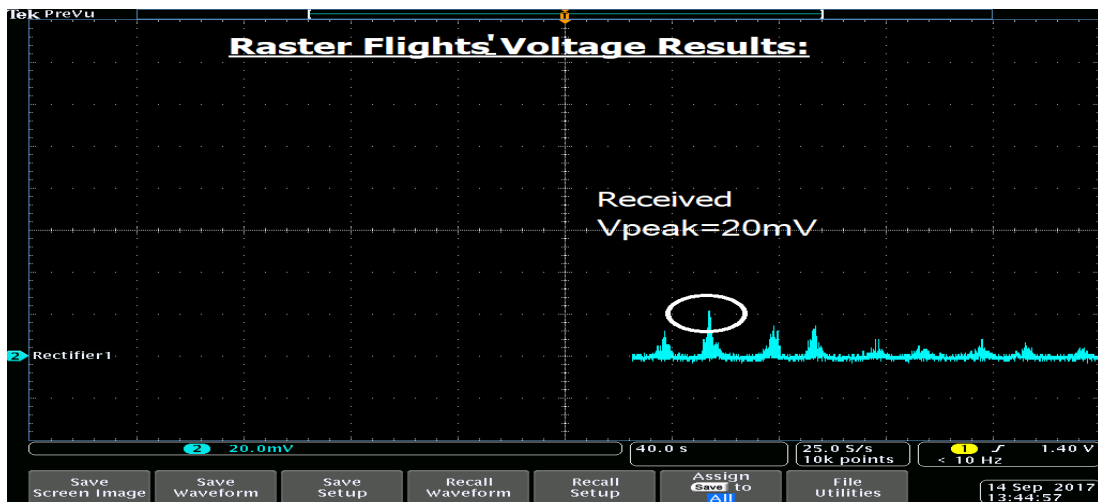 Tek PreVu
Raster Flights' Voltage Results:
Received
Vpeak=20mV
2 Rectifier1
2 20.0mV
40.0 s
25.0 S/s
10k points
1 1.40 V
< 10 Hz
Save
Screen Image
Save
Waveform
Save
Setup
Recall
Waveform
Recall
Setup
Assign
Save to
All
File
Utilities
14 Sep 2017
13:44:57